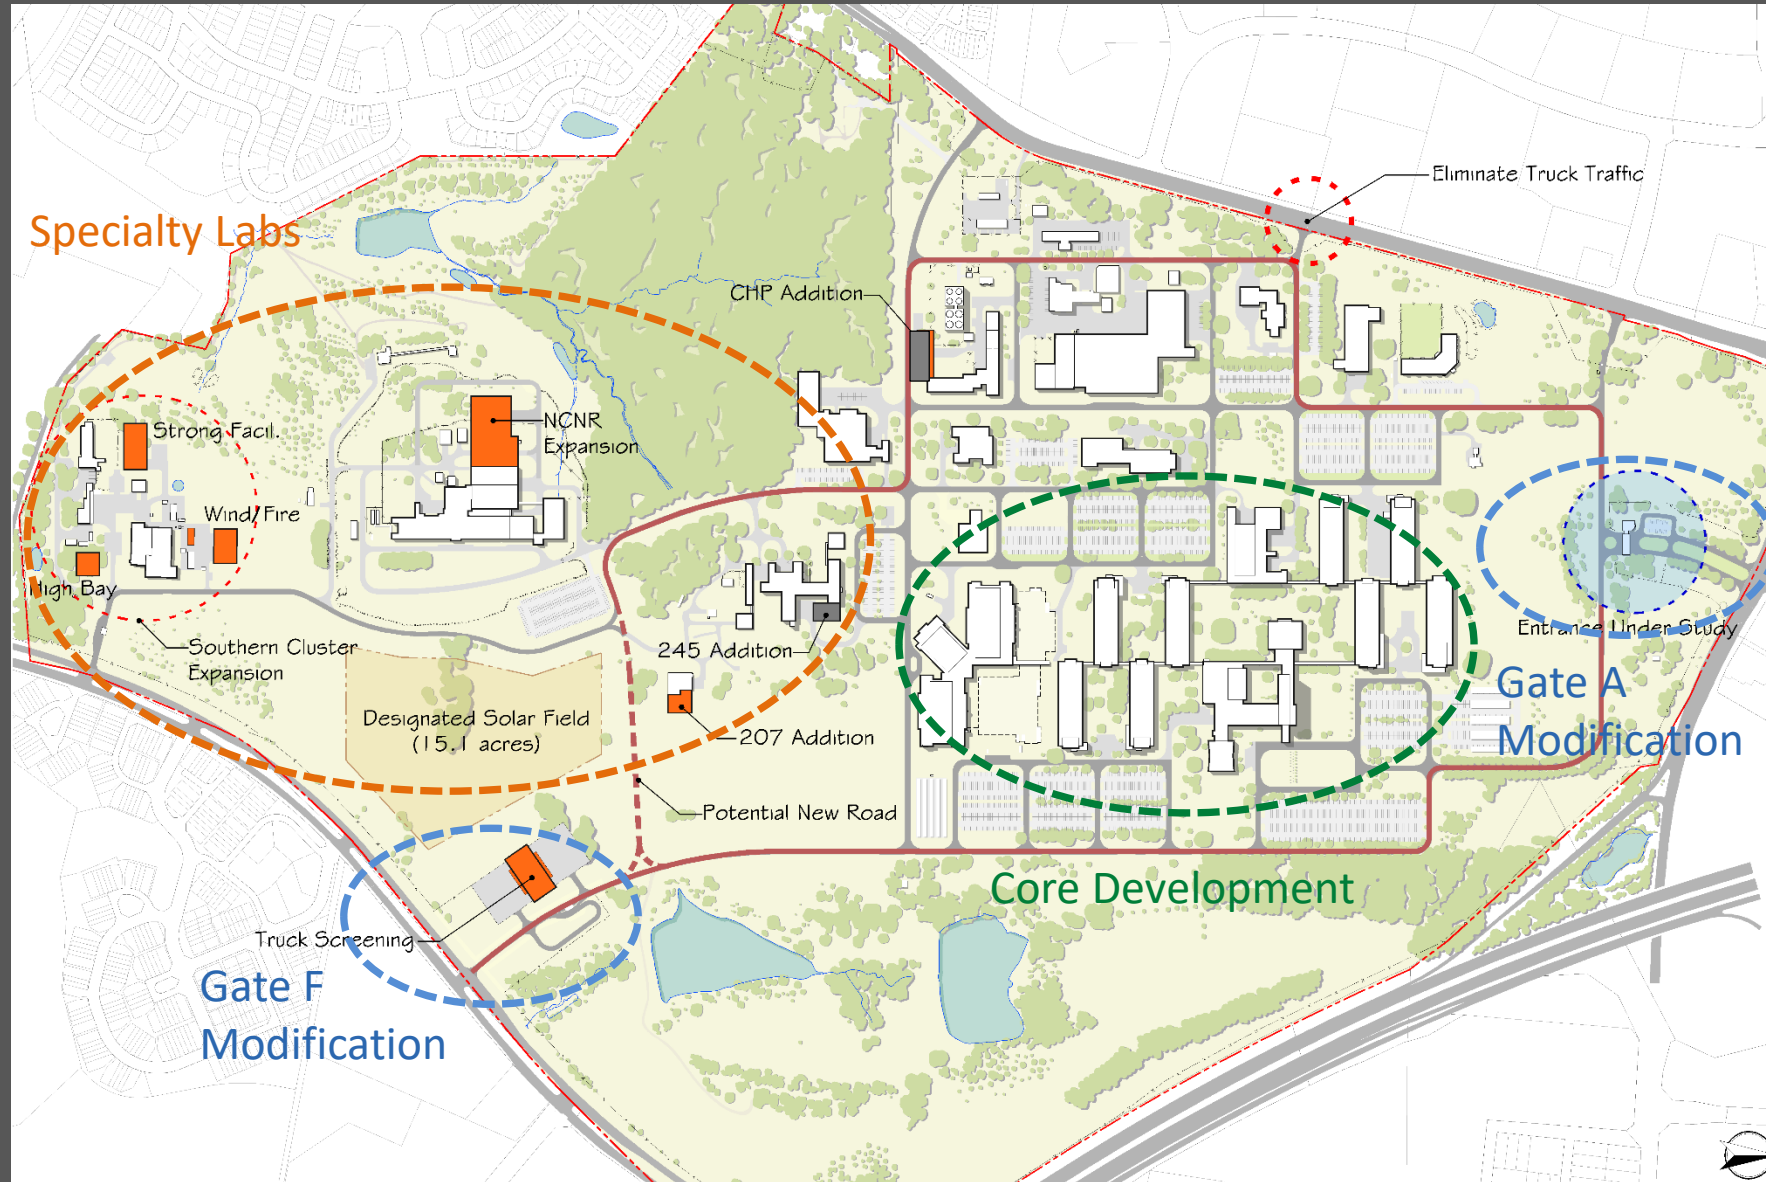 Eliminate Truck Traffic
Specialty Labs
CHP Addition
NCNR
Expansion
Strong Facil.
Wind/Fire
High Bay
Southern Cluster
Expansion
245 Addition
Entrance Under Study
Gate A
Modification
Designated Solar Field
(15.1 acres)
207 Addition
Potential New Road
Core Development
Truck Screening
Gate F
Modification